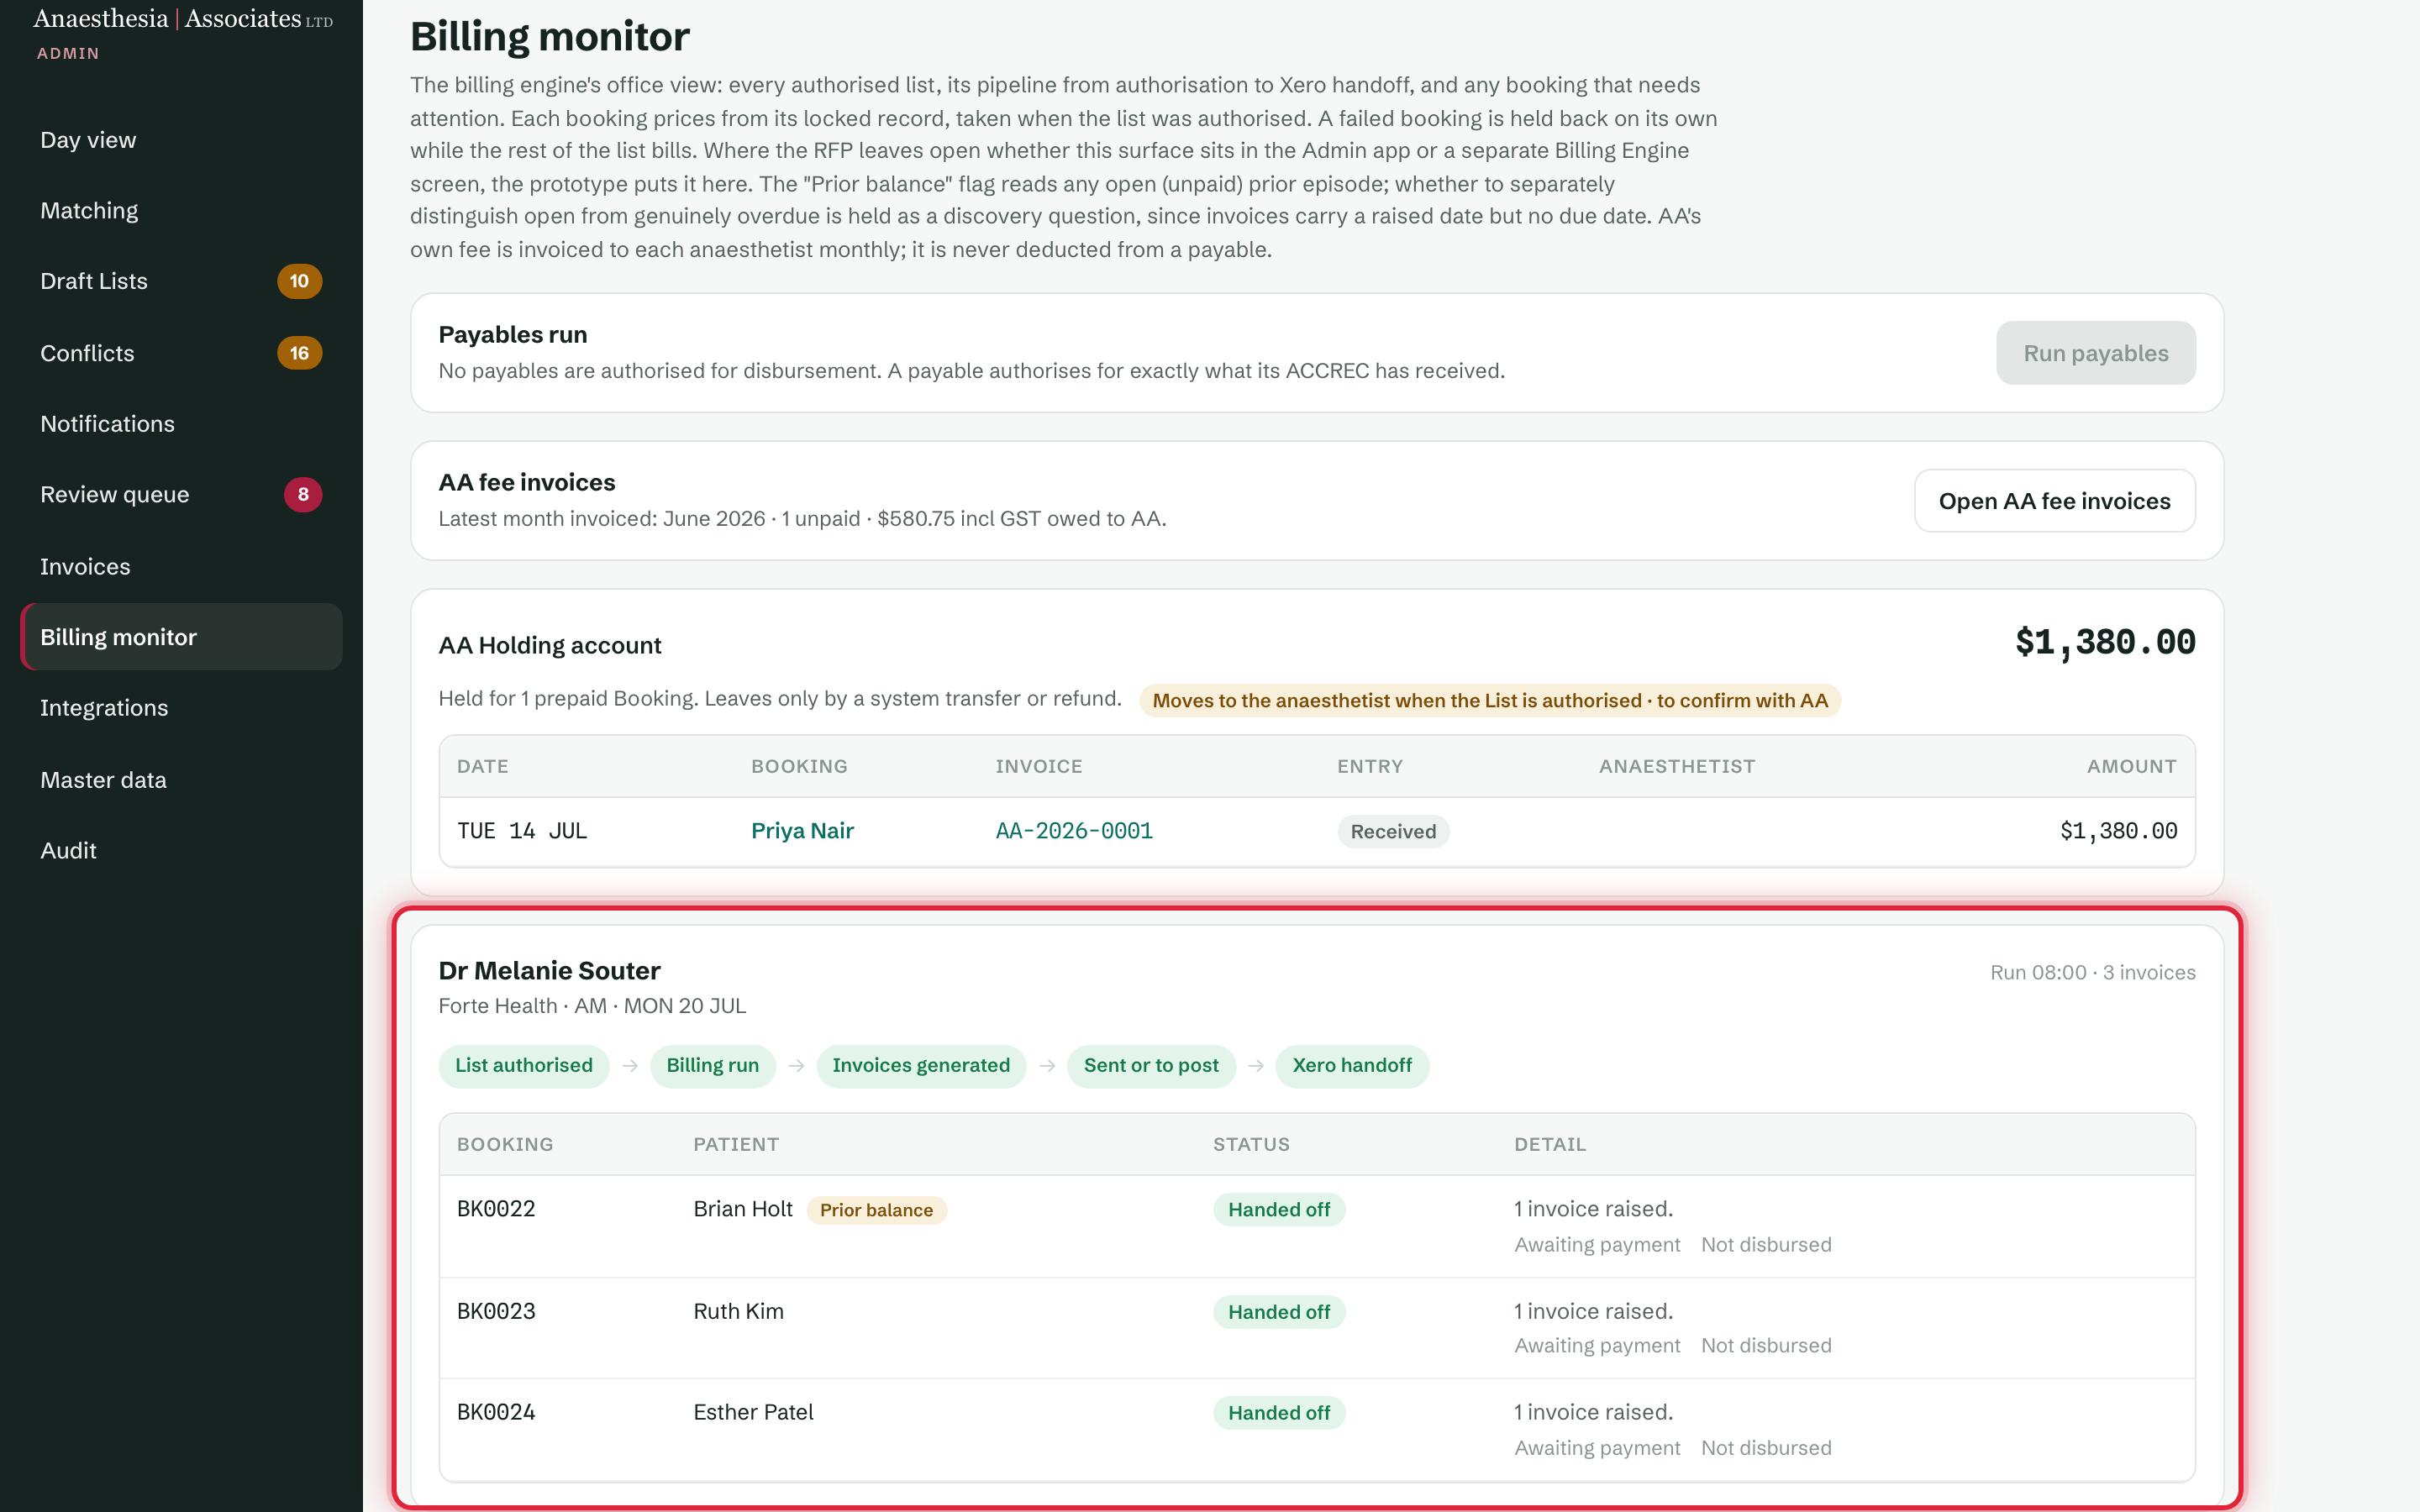 Anaesthesia | Associates LTD
ADMIN
Day view
Matching
Draft Lists 10
Conflicts 16
Notifications
Review queue 8
Invoices
Billing monitor
Integrations
Master data
Audit
Billing monitor
The billing engine's office view: every authorised list, its pipeline from authorisation to Xero handoff, and any booking that needs
attention. Each booking prices from its locked record, taken when the list was authorised. A failed booking is held back on its own
while the rest of the list bills. Where the RFP leaves open whether this surface sits in the Admin app or a separate Billing Engine
screen, the prototype puts it here. The "Prior balance" flag reads any open (unpaid) prior episode; whether to separately
distinguish open from genuinely overdue is held as a discovery question, since invoices carry a raised date but no due date. AA's
own fee is invoiced to each anaesthetist monthly; it is never deducted from a payable.
Payables run
No payables are authorised for disbursement. A payable authorises for exactly what its ACCREC has received.
Run payables
AA fee invoices
Latest month invoiced: June 2026 · 1 unpaid · $580.75 incl GST owed to AA.
Open AA fee invoices
AA Holding account $1,380.00
Held for 1 prepaid Booking. Leaves only by a system transfer or refund. Moves to the anaesthetist when the List is authorised · to confirm with AA
DATE BOOKING INVOICE ENTRY ANAESTHETIST AMOUNT
TUE 14 JUL Priya Nair AA-2026-0001 Received $1,380.00
Dr Melanie Souter Run 08:00 · 3 invoices
Forte Health · AM · MON 20 JUL
List authorised → Billing run → Invoices generated → Sent or to post → Xero handoff
BOOKING PATIENT STATUS DETAIL
BK0022 Brian Holt Prior balance Handed off 1 invoice raised.
Awaiting payment Not disbursed
BK0023 Ruth Kim Handed off 1 invoice raised.
Awaiting payment Not disbursed
BK0024 Esther Patel Handed off 1 invoice raised.
Awaiting payment Not disbursed